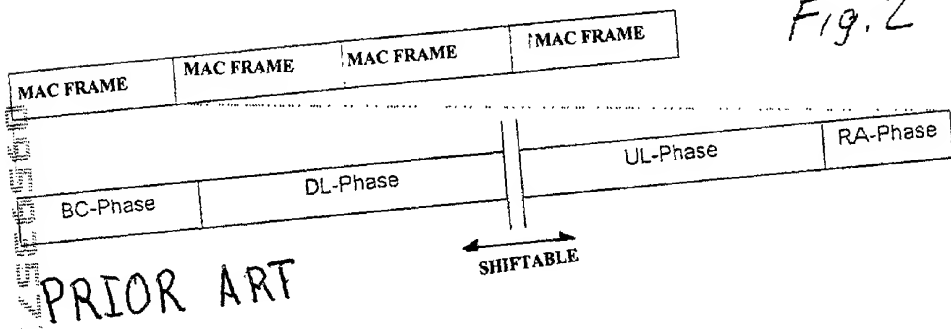 Fig. 2
MAC FRAME MAC FRAME MAC FRAME MAC FRAME
BC-Phase DL-Phase UL-Phase RA-Phase
SHIFTABLE
PRIOR ART